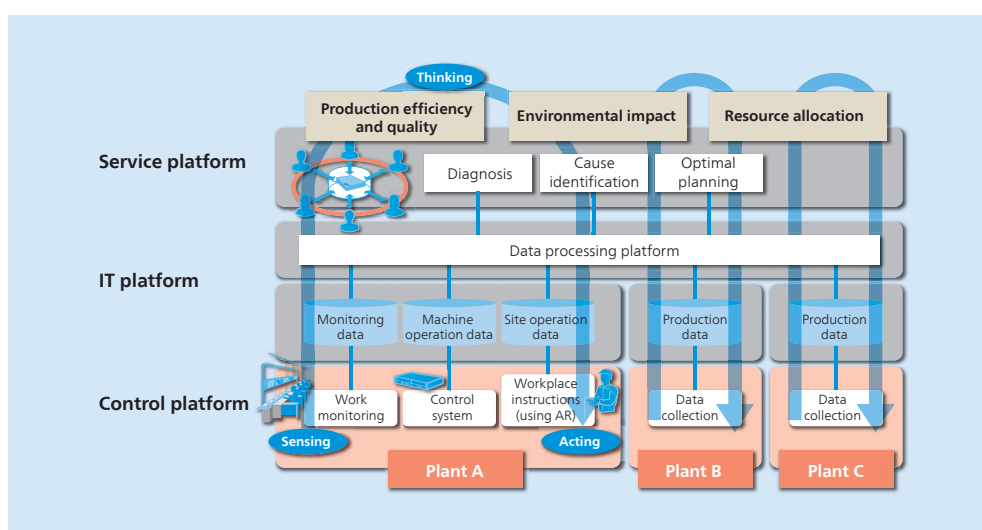 Thinking
Production efficiency
and quality
Environmental impact
Resource allocation
Service platform
Diagnosis
Cause
identification
Optimal
planning
Data processing platform
IT platform
Monitoring
data
Machine
operation data
Site operation
data
Production
data
Production
data
Control platform
Work
monitoring
Control
system
Workplace
instructions
(using AR)
Data
collection
Data
collection
Sensing
Acting
Plant A
Plant B
Plant C